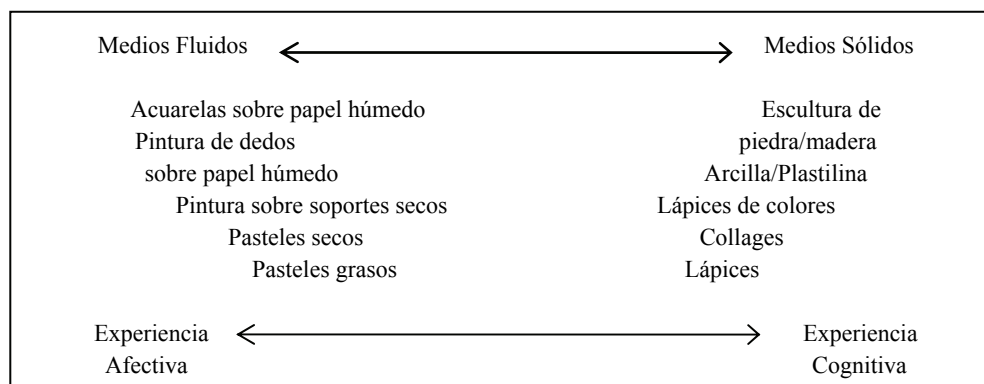 Medios Fluidos Medios Sólidos
Acuarelas sobre papel húmedo Escultura de
Pintura de dedos piedra/madera
sobre papel húmedo Arcilla/Plastilina
Pintura sobre soportes secos Lápices de colores
Pasteles secos Collages
Pasteles grasos Lápices
Experiencia Experiencia
Afectiva Cognitiva